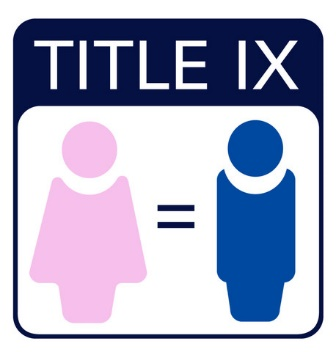 TITLE IX
=